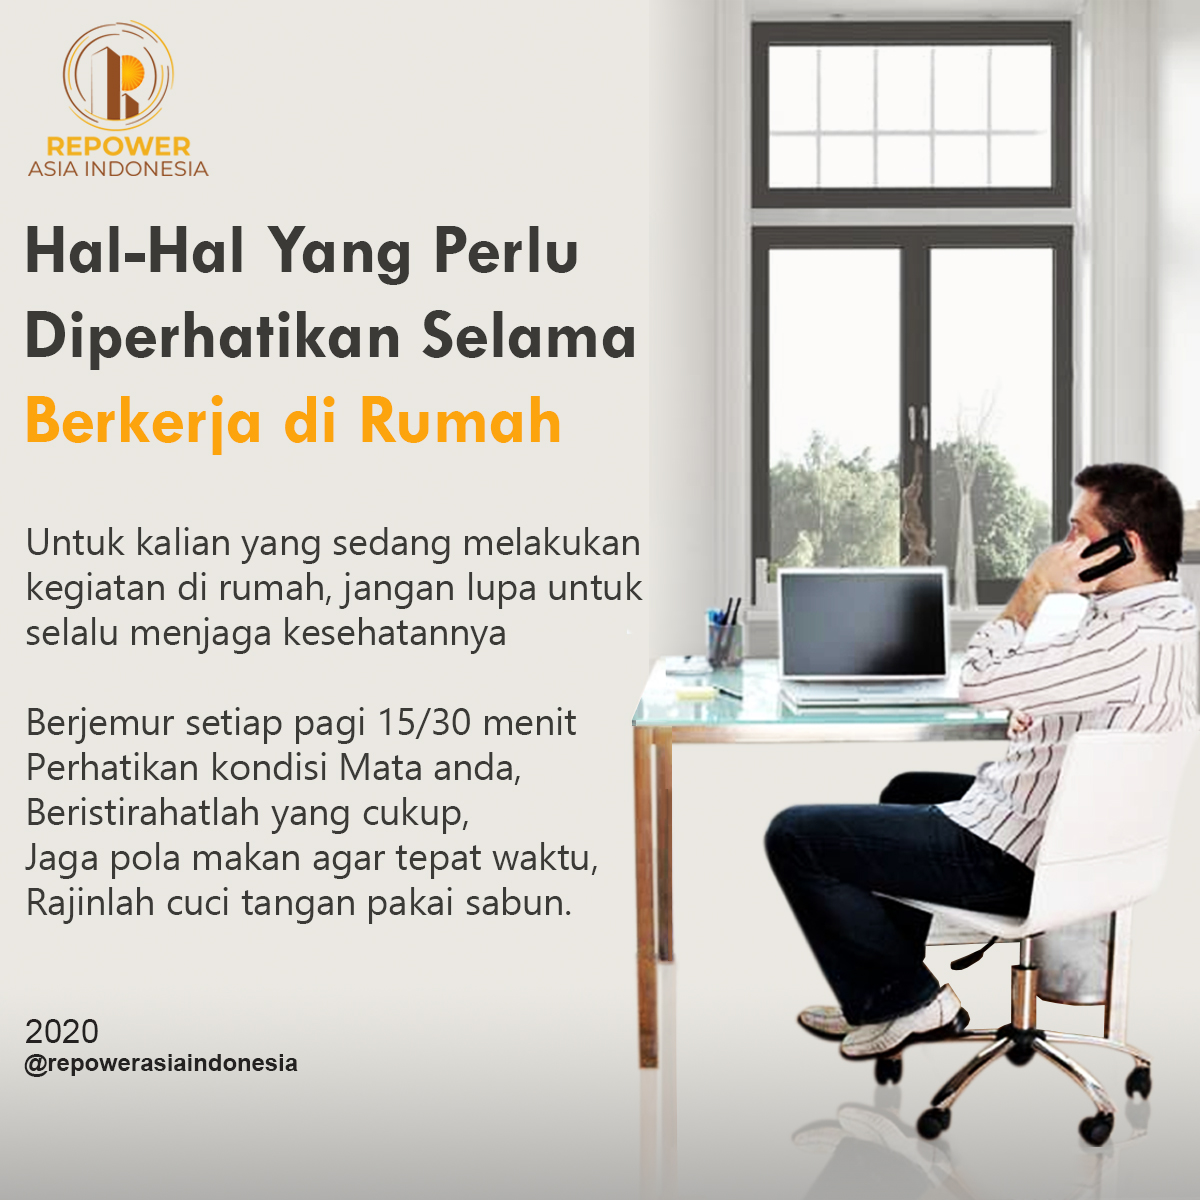 REPOWER
ASIA INDONESIA
Hal-Hal Yang Perlu
Diperhatikan Selama
Berkerja di Rumah
Untuk kalian yang sedang melakukan
kegiatan di rumah, jangan lupa untuk
selalu menjaga kesehatannya
Berjemur setiap pagi 15/30 menit
Perhatikan kondisi Mata anda,
Beristirahatlah yang cukup,
Jaga pola makan agar tepat waktu,
Rajinlah cuci tangan pakai sabun.
2020
@repowerasiaindonesia